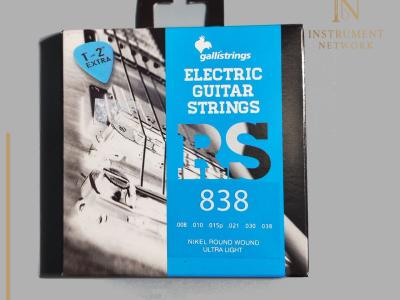 IN
INSTRUMENT
NETWORK
T-2
EXTRA
gallistrings
ELECTRIC
GUITAR
STRINGS
RS
838
.008 .010 .015p .021 .030 .038
NIKEL ROUND WOUND
ULTRA LIGHT